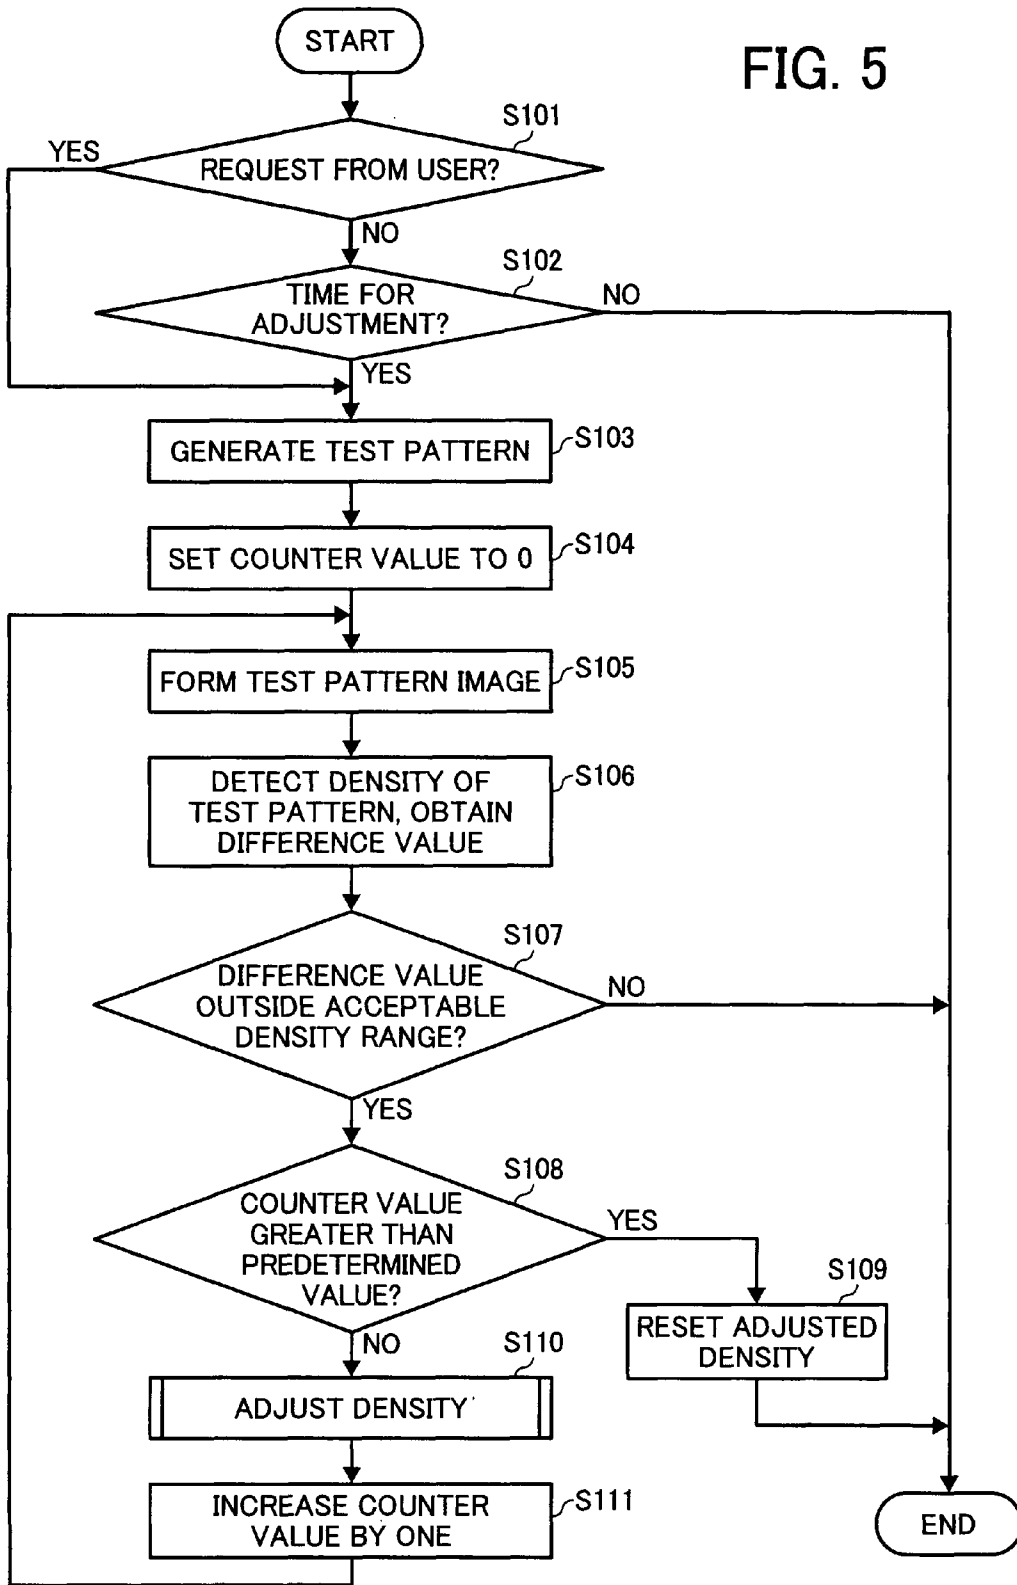 START
FIG. 5
S101
YES
REQUEST FROM USER?
NO
S102
TIME FOR
ADJUSTMENT?
NO
YES
GENERATE TEST PATTERN
S103
SET COUNTER VALUE TO 0
S104
FORM TEST PATTERN IMAGE
S105
DETECT DENSITY OF
TEST PATTERN, OBTAIN
DIFFERENCE VALUE
S106
S107
DIFFERENCE VALUE
OUTSIDE ACCEPTABLE
DENSITY RANGE?
NO
YES
S108
COUNTER VALUE
GREATER THAN
PREDETERMINED
VALUE?
YES
S109
RESET ADJUSTED
DENSITY
NO
S110
ADJUST DENSITY
INCREASE COUNTER
VALUE BY ONE
S111
END